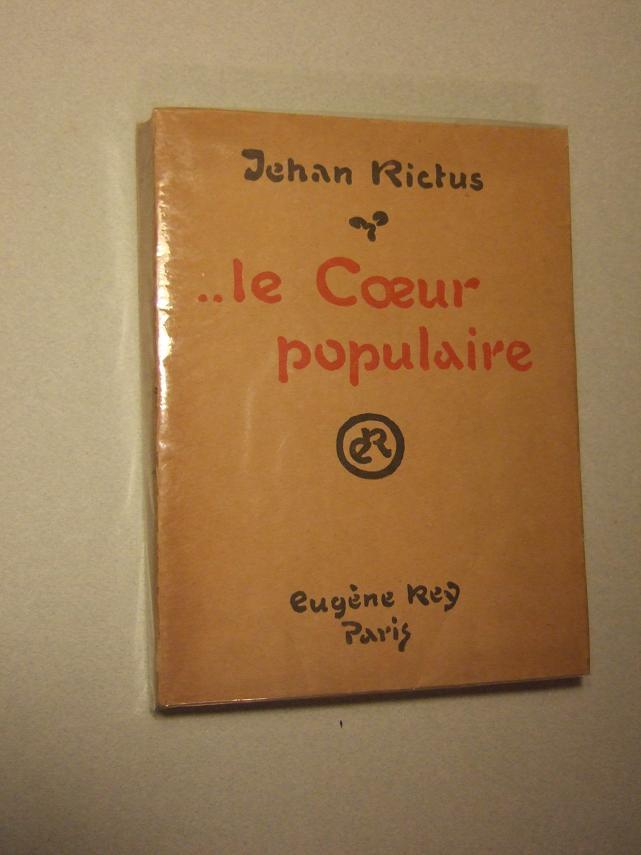 Jehan Rictus
..le Cœur
populaire
eR
eugène Rey
Paris